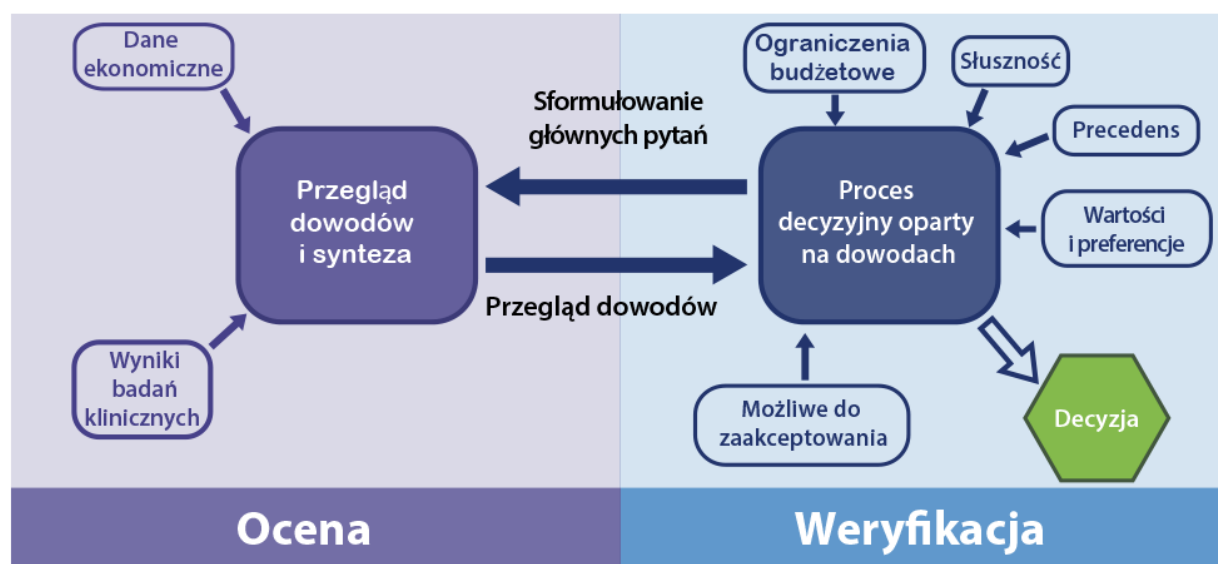 Dane
ekonomiczne
Przegląd
dowodów
i synteza
Wyniki
badań
klinicznych
Sformułowanie
głównych pytań
Przegląd dowodów
Ograniczenia
budżetowe
Słuszność
Precedens
Wartości
i preferencje
Proces
decyzyjny oparty
na dowodach
Możliwe do
zaakceptowania
Decyzja
Ocena
Weryfikacja